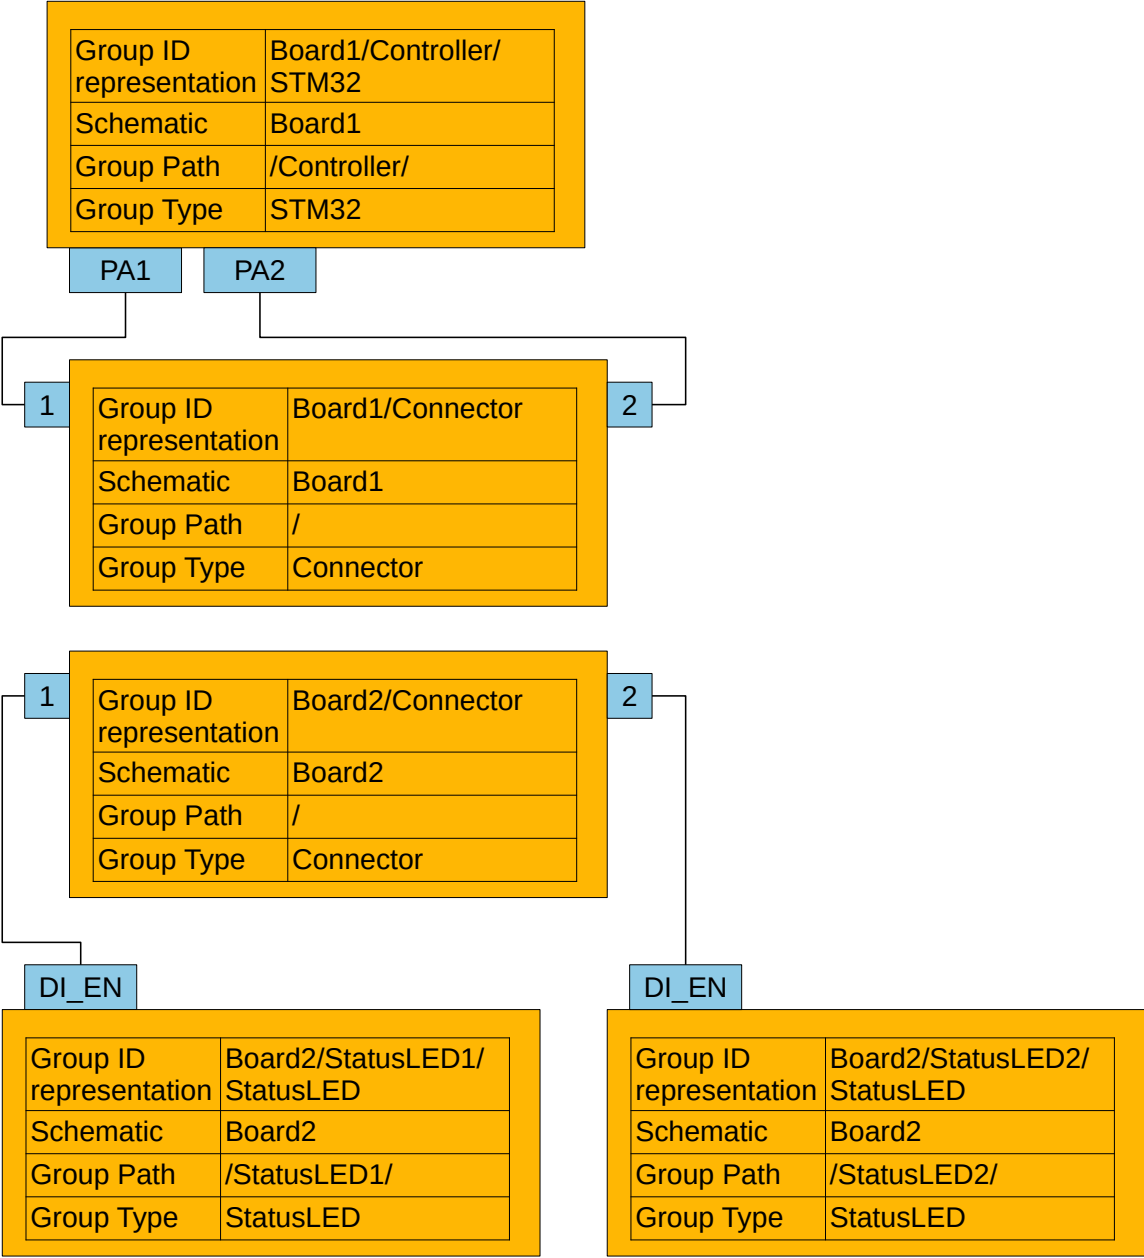 Group ID representation Board1/Controller/STM32
Schematic Board1
Group Path /Controller/
Group Type STM32
PA1 PA2
1 2
Group ID representation Board1/Connector
Schematic Board1
Group Path /
Group Type Connector
1 2
Group ID representation Board2/Connector
Schematic Board2
Group Path /
Group Type Connector
DI_EN
Group ID representation Board2/StatusLED1/StatusLED
Schematic Board2
Group Path /StatusLED1/
Group Type StatusLED
DI_EN
Group ID representation Board2/StatusLED2/StatusLED
Schematic Board2
Group Path /StatusLED2/
Group Type StatusLED